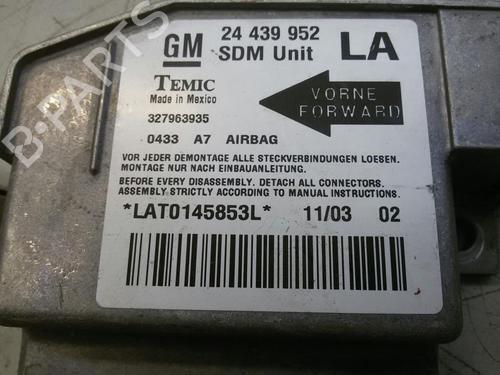 GM 24 439 952 LA
SDM Unit
TEMIC
Made in Mexico
VORNE
FORWARD
327963935
0433 A7 AIRBAG
VOR JEDER DEMONTAGE ALLE STECKVERBINDUNGEN LOESEN.
MONTAGE NUR NACH EINBAUANLEITUNG.
BEFORE EVERY DISASSEMBLY. DETACH ALL CONNECTORS.
ASSEMBLY STRICTLY ACCORDING TO MANUAL INSTRUCTIONS.
*LAT0145853L* 11/03 02
B-PARTS